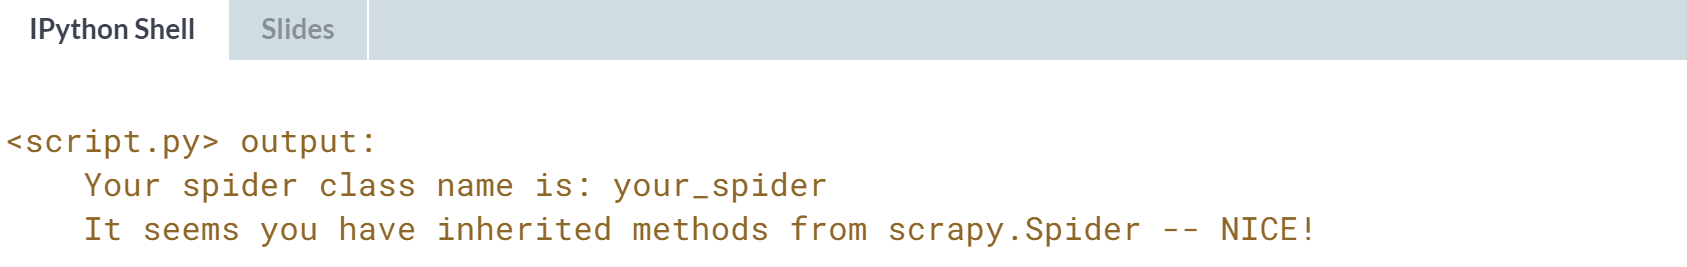 IPython Shell Slides
<script.py> output:
Your spider class name is: your_spider
It seems you have inherited methods from scrapy.Spider -- NICE!